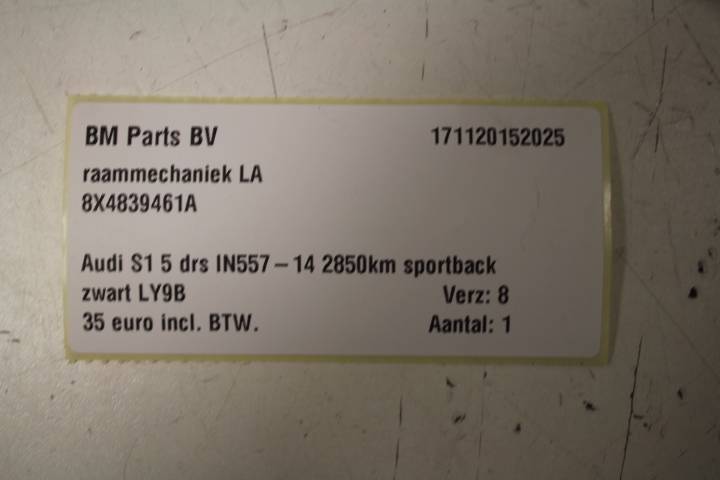 BM Parts BV 171120152025
raammechaniek LA
8X4839461A
Audi S1 5 drs IN557-14 2850km sportback
zwart LY9B Verz: 8
35 euro incl. BTW. Aantal: 1